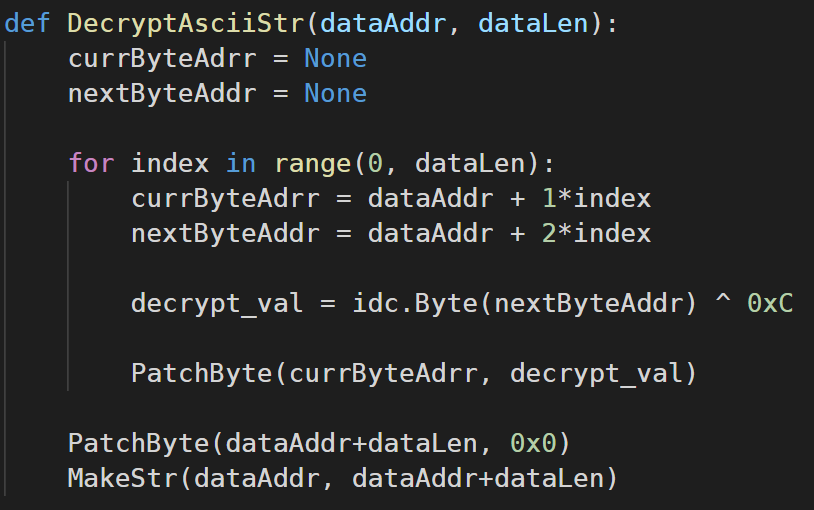 def DecryptAsciiStr(dataAddr, dataLen):
    currByteAdrr = None
    nextByteAddr = None
    for index in range(0, dataLen):
        currByteAdrr = dataAddr + 1*index
        nextByteAddr = dataAddr + 2*index
        decrypt_val = idc.Byte(nextByteAddr) ^ 0xC
        PatchByte(currByteAdrr, decrypt_val)
    PatchByte(dataAddr+dataLen, 0x0)
    MakeStr(dataAddr, dataAddr+dataLen)